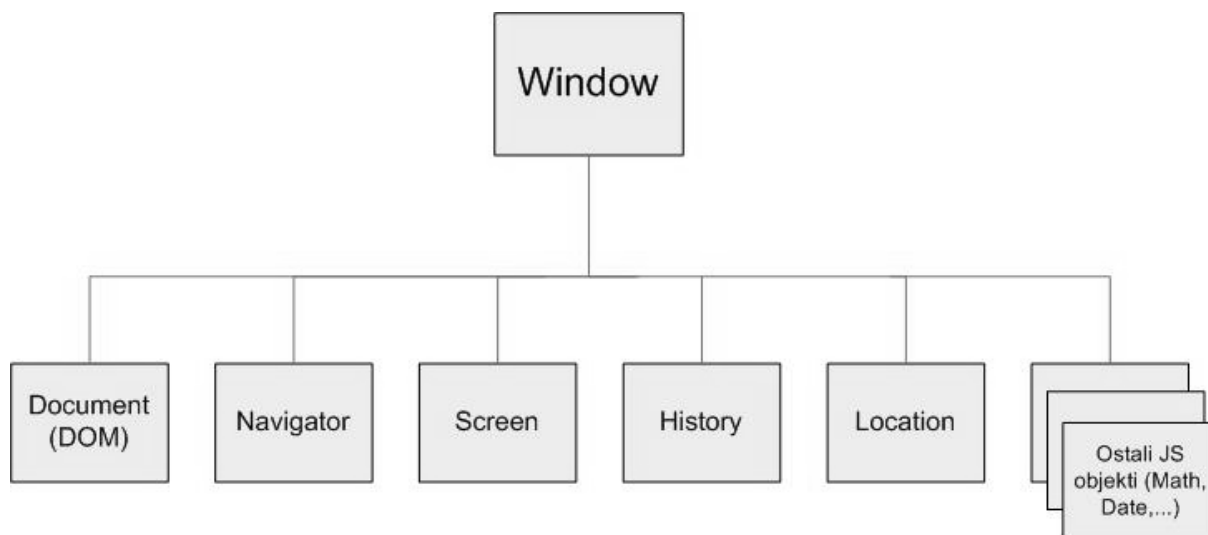 Window
Document
(DOM)
Navigator
Screen
History
Location
Ostali JS
objekti (Math,
Date,...)